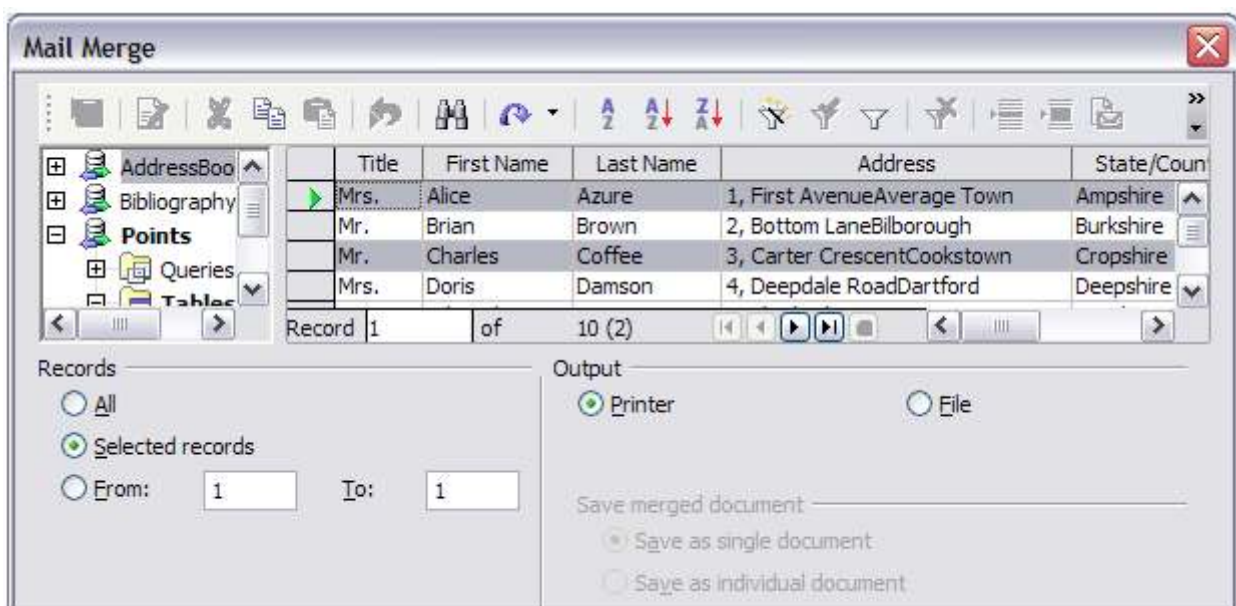 Mail Merge
Title First Name Last Name Address State/Coun
AddressBoo
Mrs. Alice Azure 1, First AvenueAverage Town Ampshire
Bibliography
Mr. Brian Brown 2, Bottom LaneBilborough Burkshire
Points
Mr. Charles Coffee 3, Carter CrescentCookstown Cropshire
Queries
Mrs. Doris Damson 4, Deepdale RoadDartford Deepshire
Tables
Record 1 of 10 (2)
Records
Output
All
Printer File
Selected records
From: 1 To: 1
Save merged document
Save as single document
Save as individual document